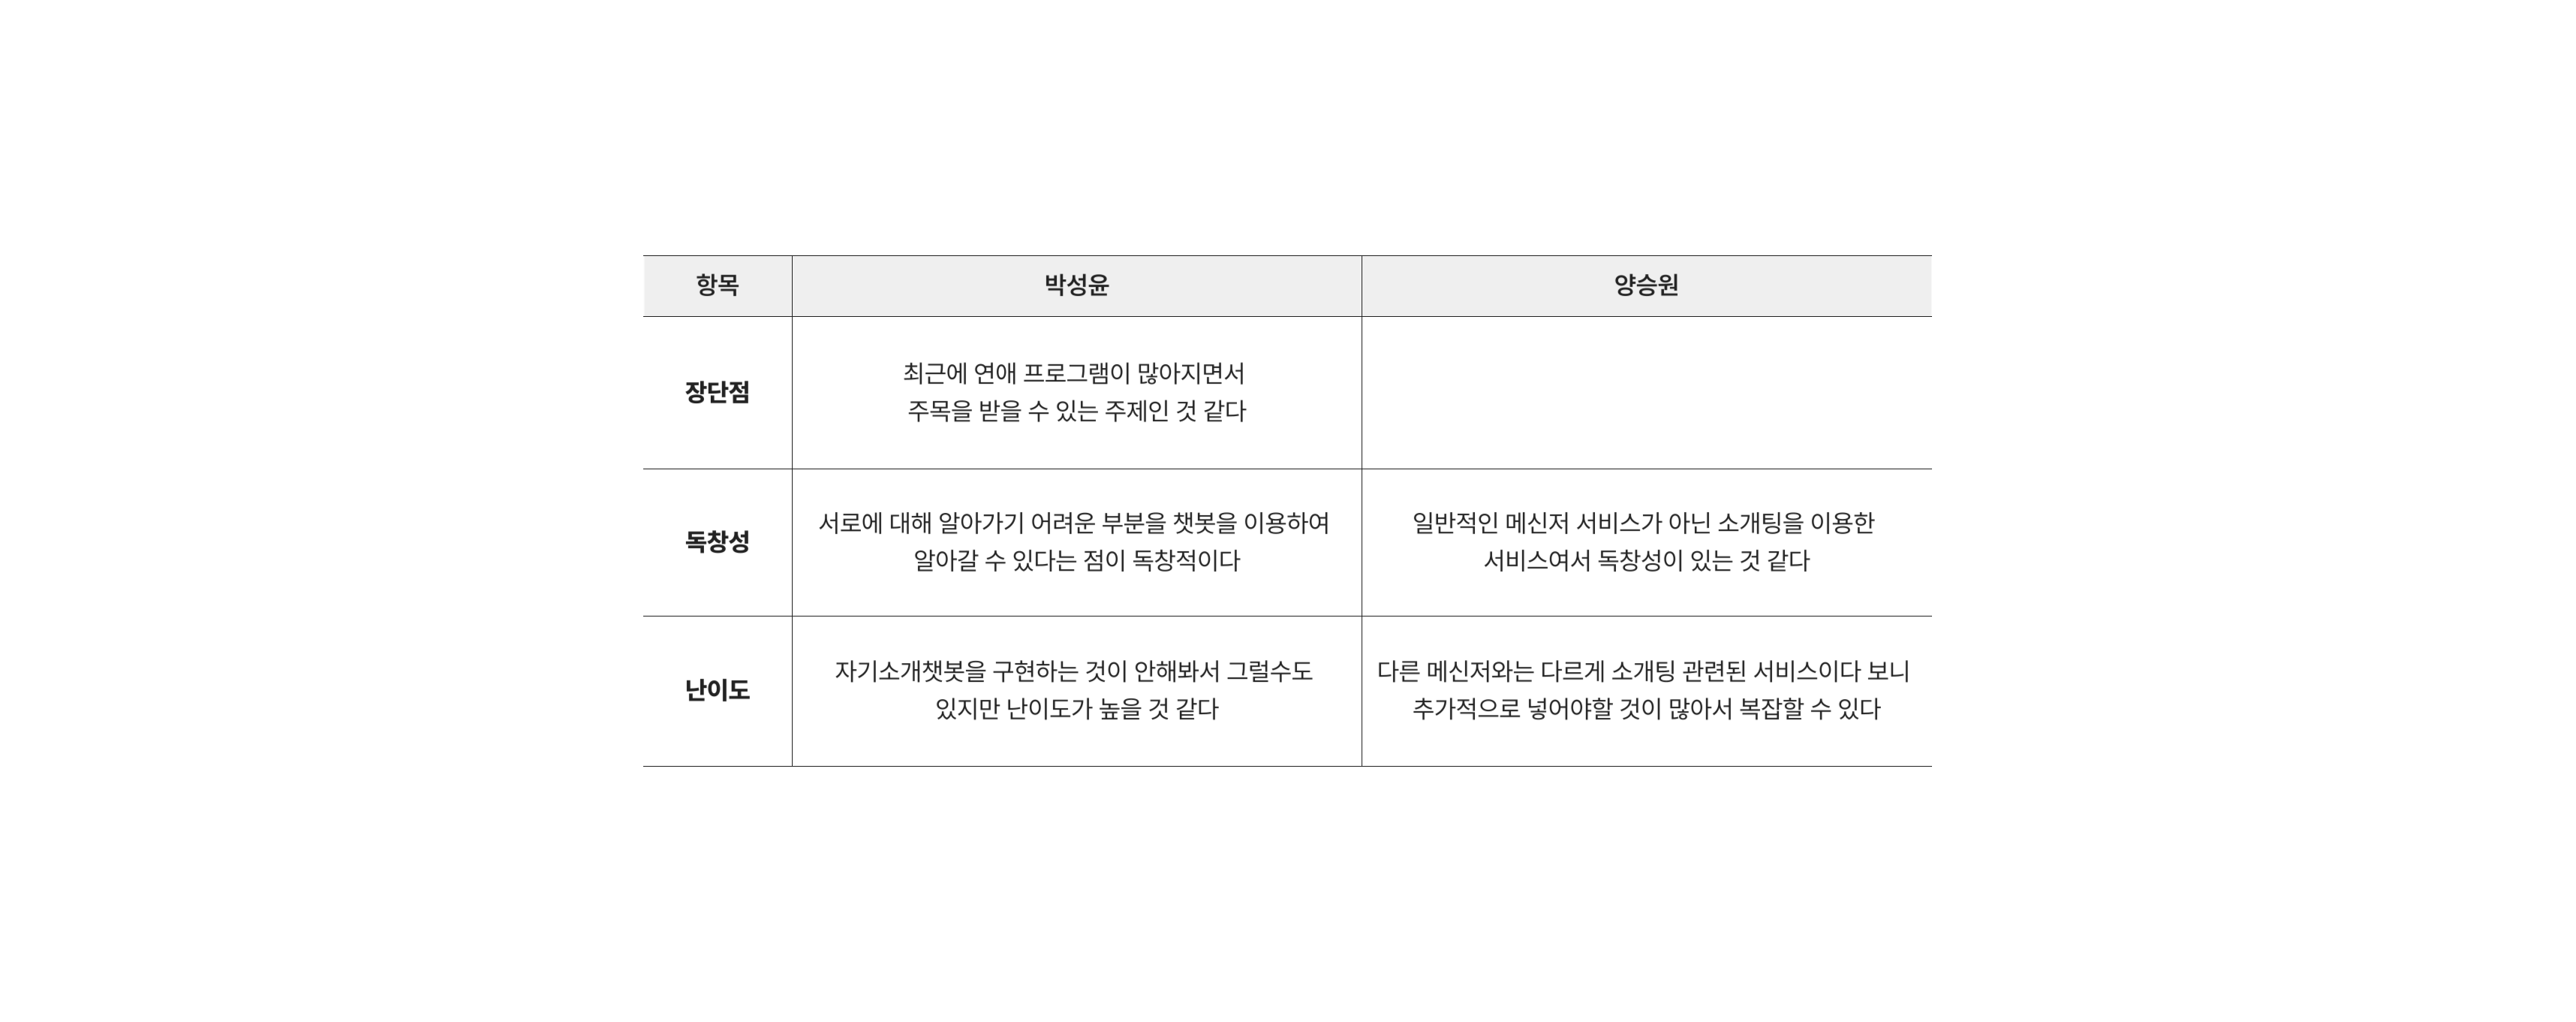 항목
박성윤
양승원
장단점
최근에 연애 프로그램이 많아지면서
주목을 받을 수 있는 주제인 것 같다
독창성
서로에 대해 알아가기 어려운 부분을 챗봇을 이용하여
알아갈 수 있다는 점이 독창적이다
일반적인 메신저 서비스가 아닌 소개팅을 이용한
서비스여서 독창성이 있는 것 같다
난이도
자기소개챗봇을 구현하는 것이 안해봐서 그럴수도
있지만 난이도가 높을 것 같다
다른 메신저와는 다르게 소개팅 관련된 서비스이다 보니
추가적으로 넣어야할 것이 많아서 복잡할 수 있다